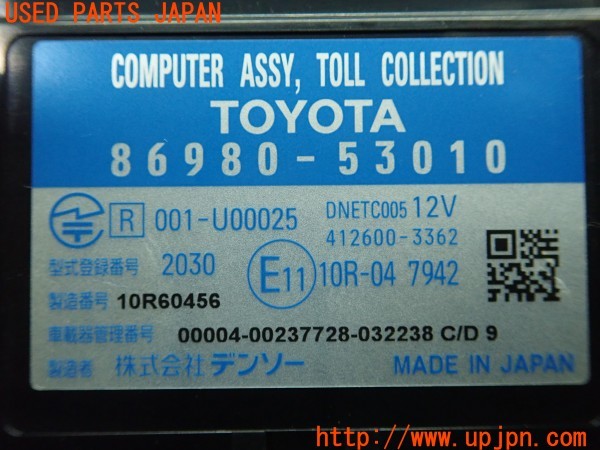 USED PARTS JAPAN
COMPUTER ASSY, TOLL COLLECTION
TOYOTA
86980-53010
R 001-U00025 DNETC005 12V
412600-3362
型式登録番号 2030 E11 10R-04 7942
製造番号 10R60456
車載器管理番号 00004-00237728-032238 C/D 9
製造者 株式会社デンソー MADE IN JAPAN
http://www.upjpn.com